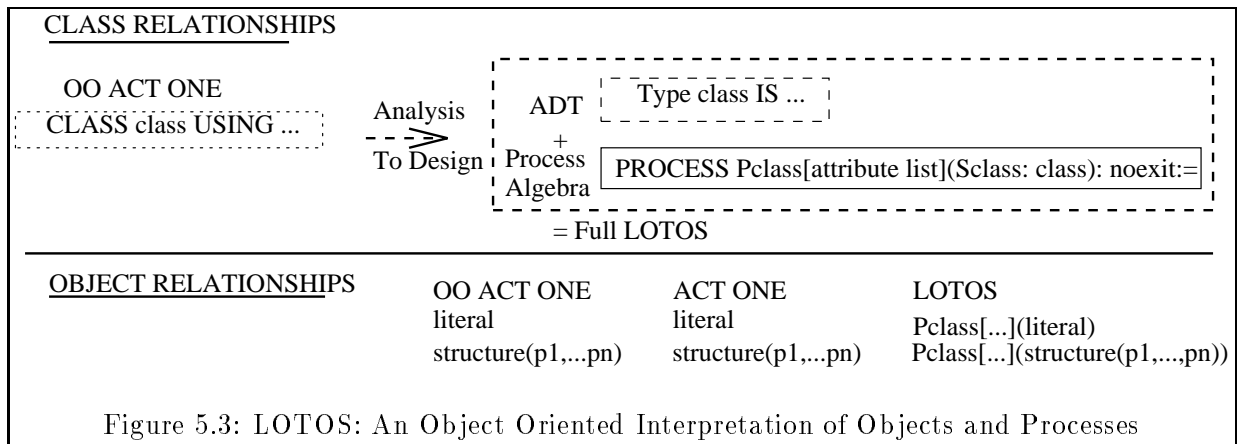 CLASS RELATIONSHIPS
OO ACT ONE
CLASS class USING ...
Analysis
To Design
ADT
+
Process
Algebra
Type class IS ...
PROCESS Pclass[attribute list](Sclass: class): noexit:=
= Full LOTOS
OBJECT RELATIONSHIPS
OO ACT ONE
literal
structure(p1,...pn)
ACT ONE
literal
structure(p1,...pn)
LOTOS
Pclass[...](literal)
Pclass[...](structure(p1,...,pn))
Figure 5.3: LOTOS: An Object Oriented Interpretation of Objects and Processes